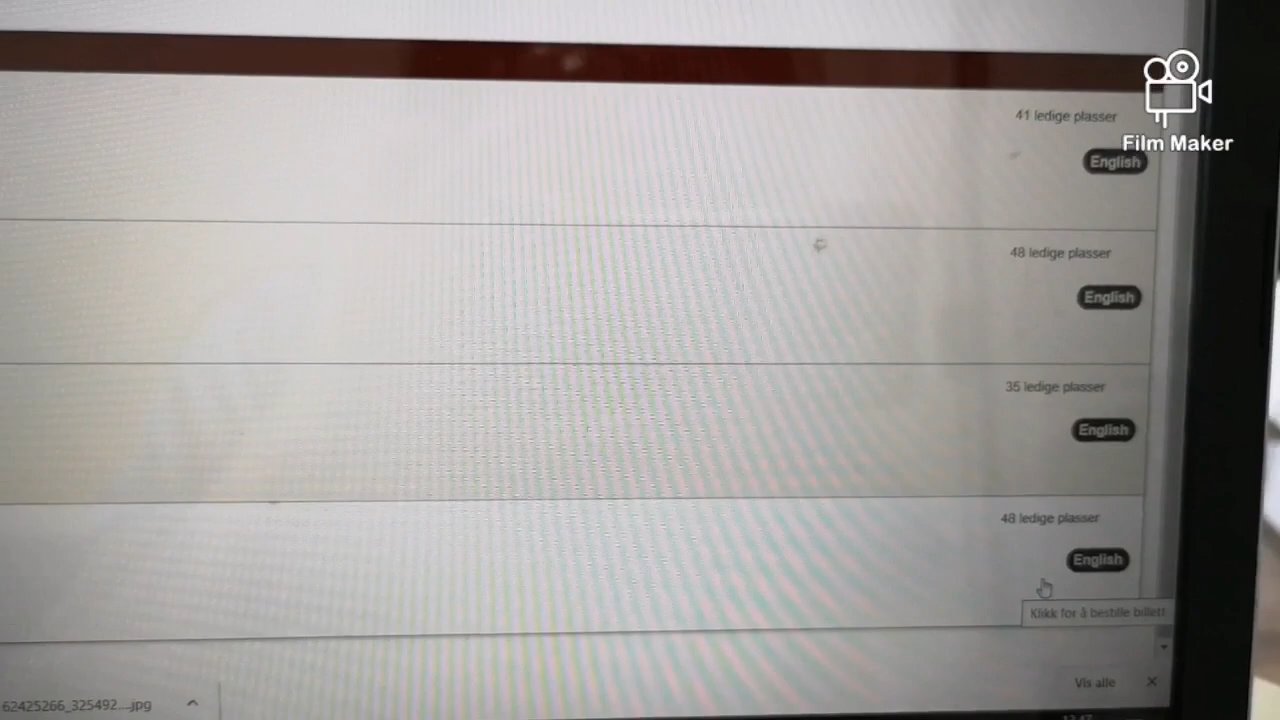 41 ledige plasser
Film Maker
English
48 ledige plasser
English
35 ledige plasser
English
48 ledige plasser
English
Klikk for å bestille billett
Vis alle
62425266_325492....jpg